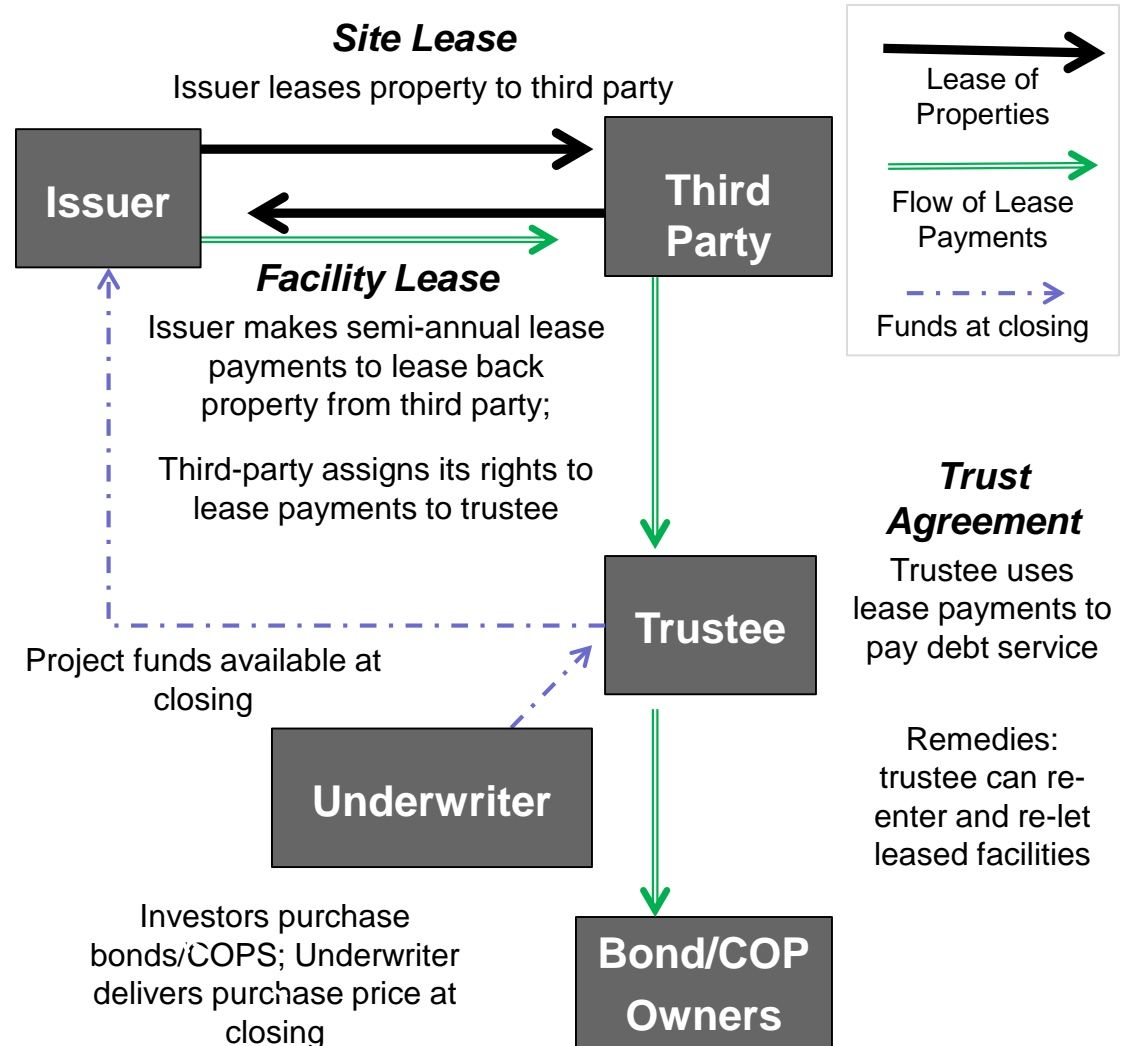 Site Lease
Issuer leases property to third party
Issuer
Third
Party
Lease of
Properties
Flow of Lease
Payments
Funds at closing
Facility Lease
Issuer makes semi-annual lease
payments to lease back
property from third party;
Third-party assigns its rights to
lease payments to trustee
Trust
Agreement
Trustee uses
lease payments to
pay debt service
Remedies:
trustee can re-
enter and re-let
leased facilities
Trustee
Project funds available at
closing
Underwriter
Investors purchase
bonds/COPS; Underwriter
delivers purchase price at
closing
Bond/COP
Owners